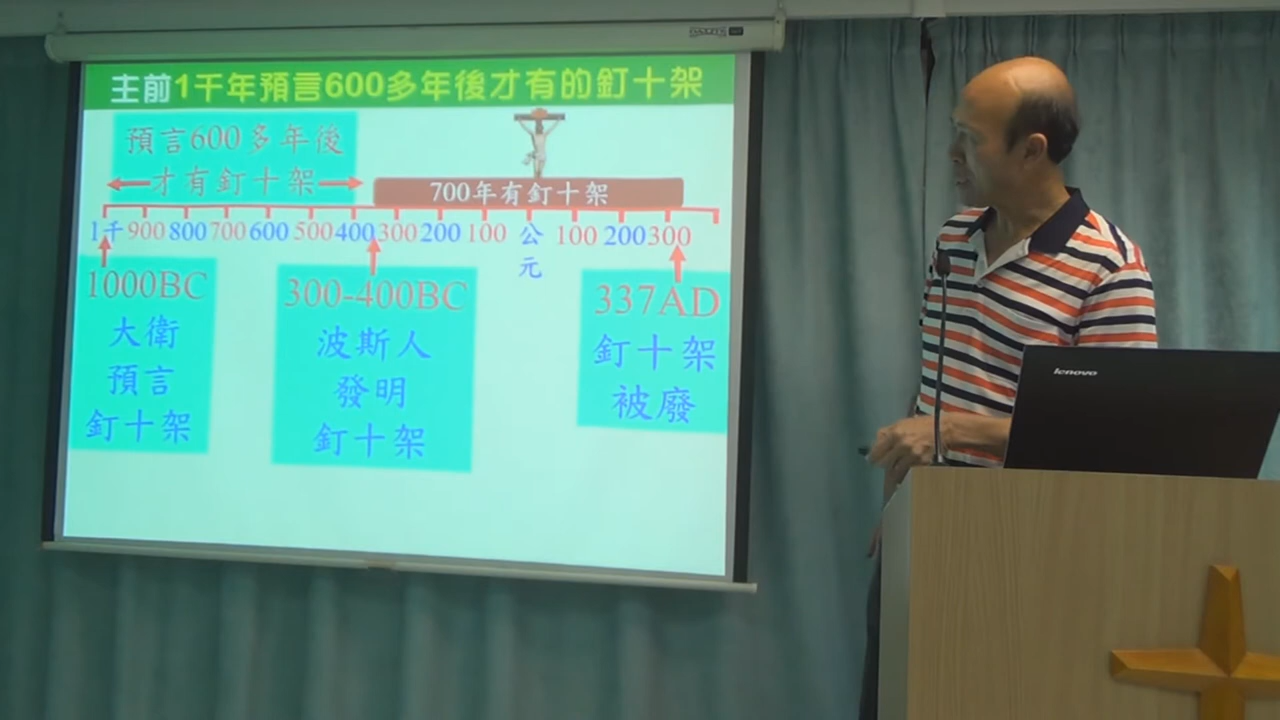 主前1千年預言600多年後才有的釘十架
預言600多年後
才有釘十架
700年有釘十架
1千 900 800 700 600 500 400 300 200 100 公元 100 200 300
1000BC
大衛
預言
釘十架
300-400BC
波斯人
發明
釘十架
337AD
釘十架
被廢
lenovo